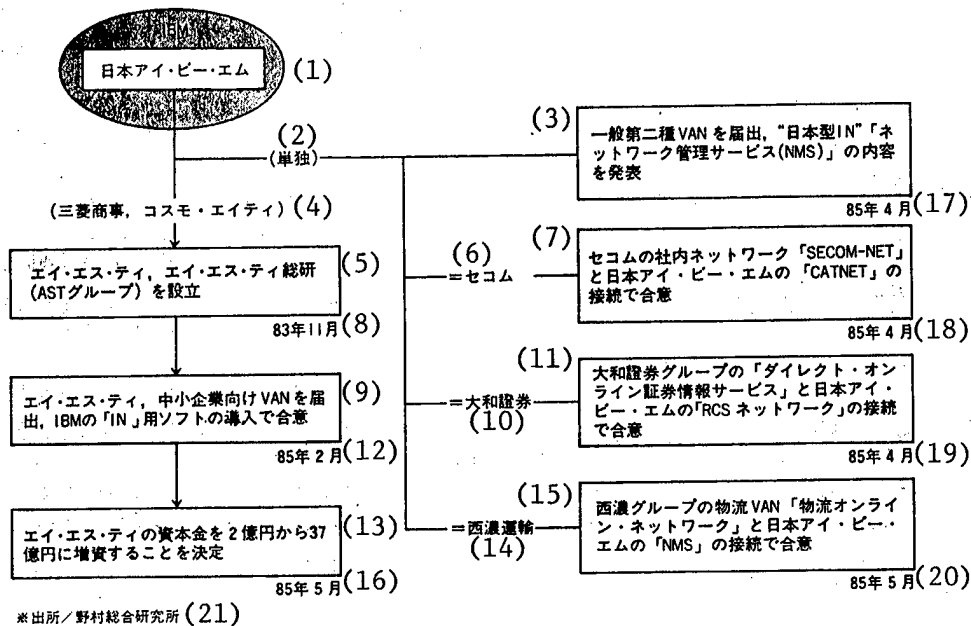 IBM
日本アイ・ビー・エム (1)
(2)
(単独)
(3)
一般第二種VANを届出,“日本型IN”「ネ
ットワーク管理サービス(NMS)」の内容
を発表
85年4月(17)
(三菱商事, コスモ・エイティ) (4)
エイ・エス・ティ, エイ・エス・ティ総研 (5)
(ASTグループ)を設立
83年11月(8)
(6)
=セコム
(7)
セコムの社内ネットワーク「SECOM-NET」
と日本アイ・ビー・エムの「CATNET」の
接続で合意
85年4月(18)
エイ・エス・ティ, 中小企業向けVANを届 (9)
出, IBMの「IN」用ソフトの導入で合意
85年2月(12)
=大和證券
(10)
(11)
大和證券グループの「ダイレクト・オン
ライン証券情報サービス」と日本アイ・
ビー・エムの「RCSネットワーク」の接続
で合意
85年4月(19)
エイ・エス・ティの資本金を2億円から37 (13)
億円に増資することを決定
85年5月(16)
=西濃運輸
(14)
(15)
西濃グループの物流VAN「物流オンライ
ン・ネットワーク」と日本アイ・ビー・
エムの「NMS」の接続で合意
85年5月(20)
※出所/野村総合研究所(21)